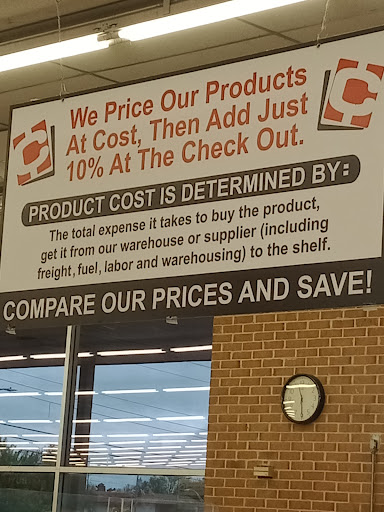 We Price Our Products
At Cost, Then Add Just
10% At The Check Out.
PRODUCT COST IS DETERMINED BY:
The total expense it takes to buy the product,
get it from our warehouse or supplier (including
freight, fuel, labor and warehousing) to the shelf.
COMPARE OUR PRICES AND SAVE!